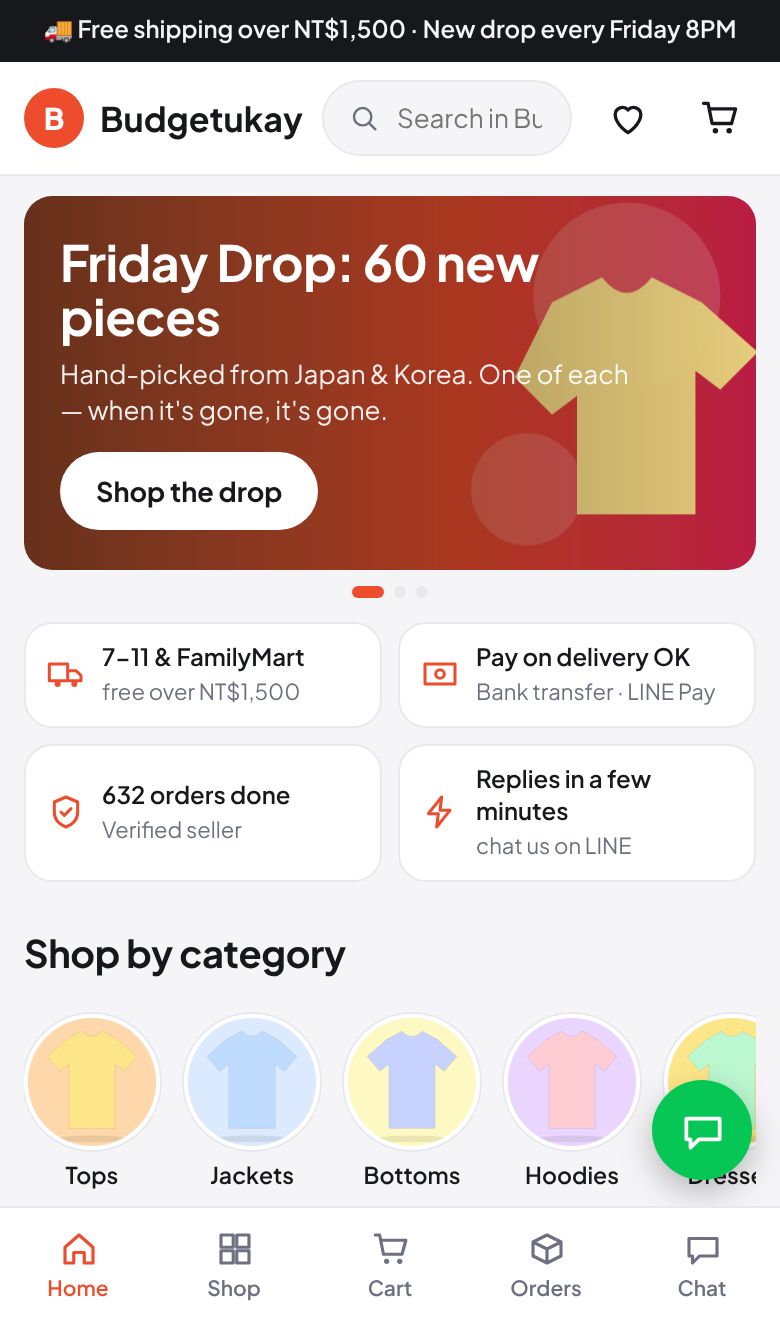 🚚 Free shipping over NT$1,500 · New drop every Friday 8PM
B Budgetukay
Search in Bu
Friday Drop: 60 new
pieces
Hand-picked from Japan & Korea. One of each
— when it's gone, it's gone.
Shop the drop
7-11 & FamilyMart
free over NT$1,500
Pay on delivery OK
Bank transfer · LINE Pay
632 orders done
Verified seller
Replies in a few
minutes
chat us on LINE
Shop by category
Tops
Jackets
Bottoms
Hoodies
Dresse
Home
Shop
Cart
Orders
Chat